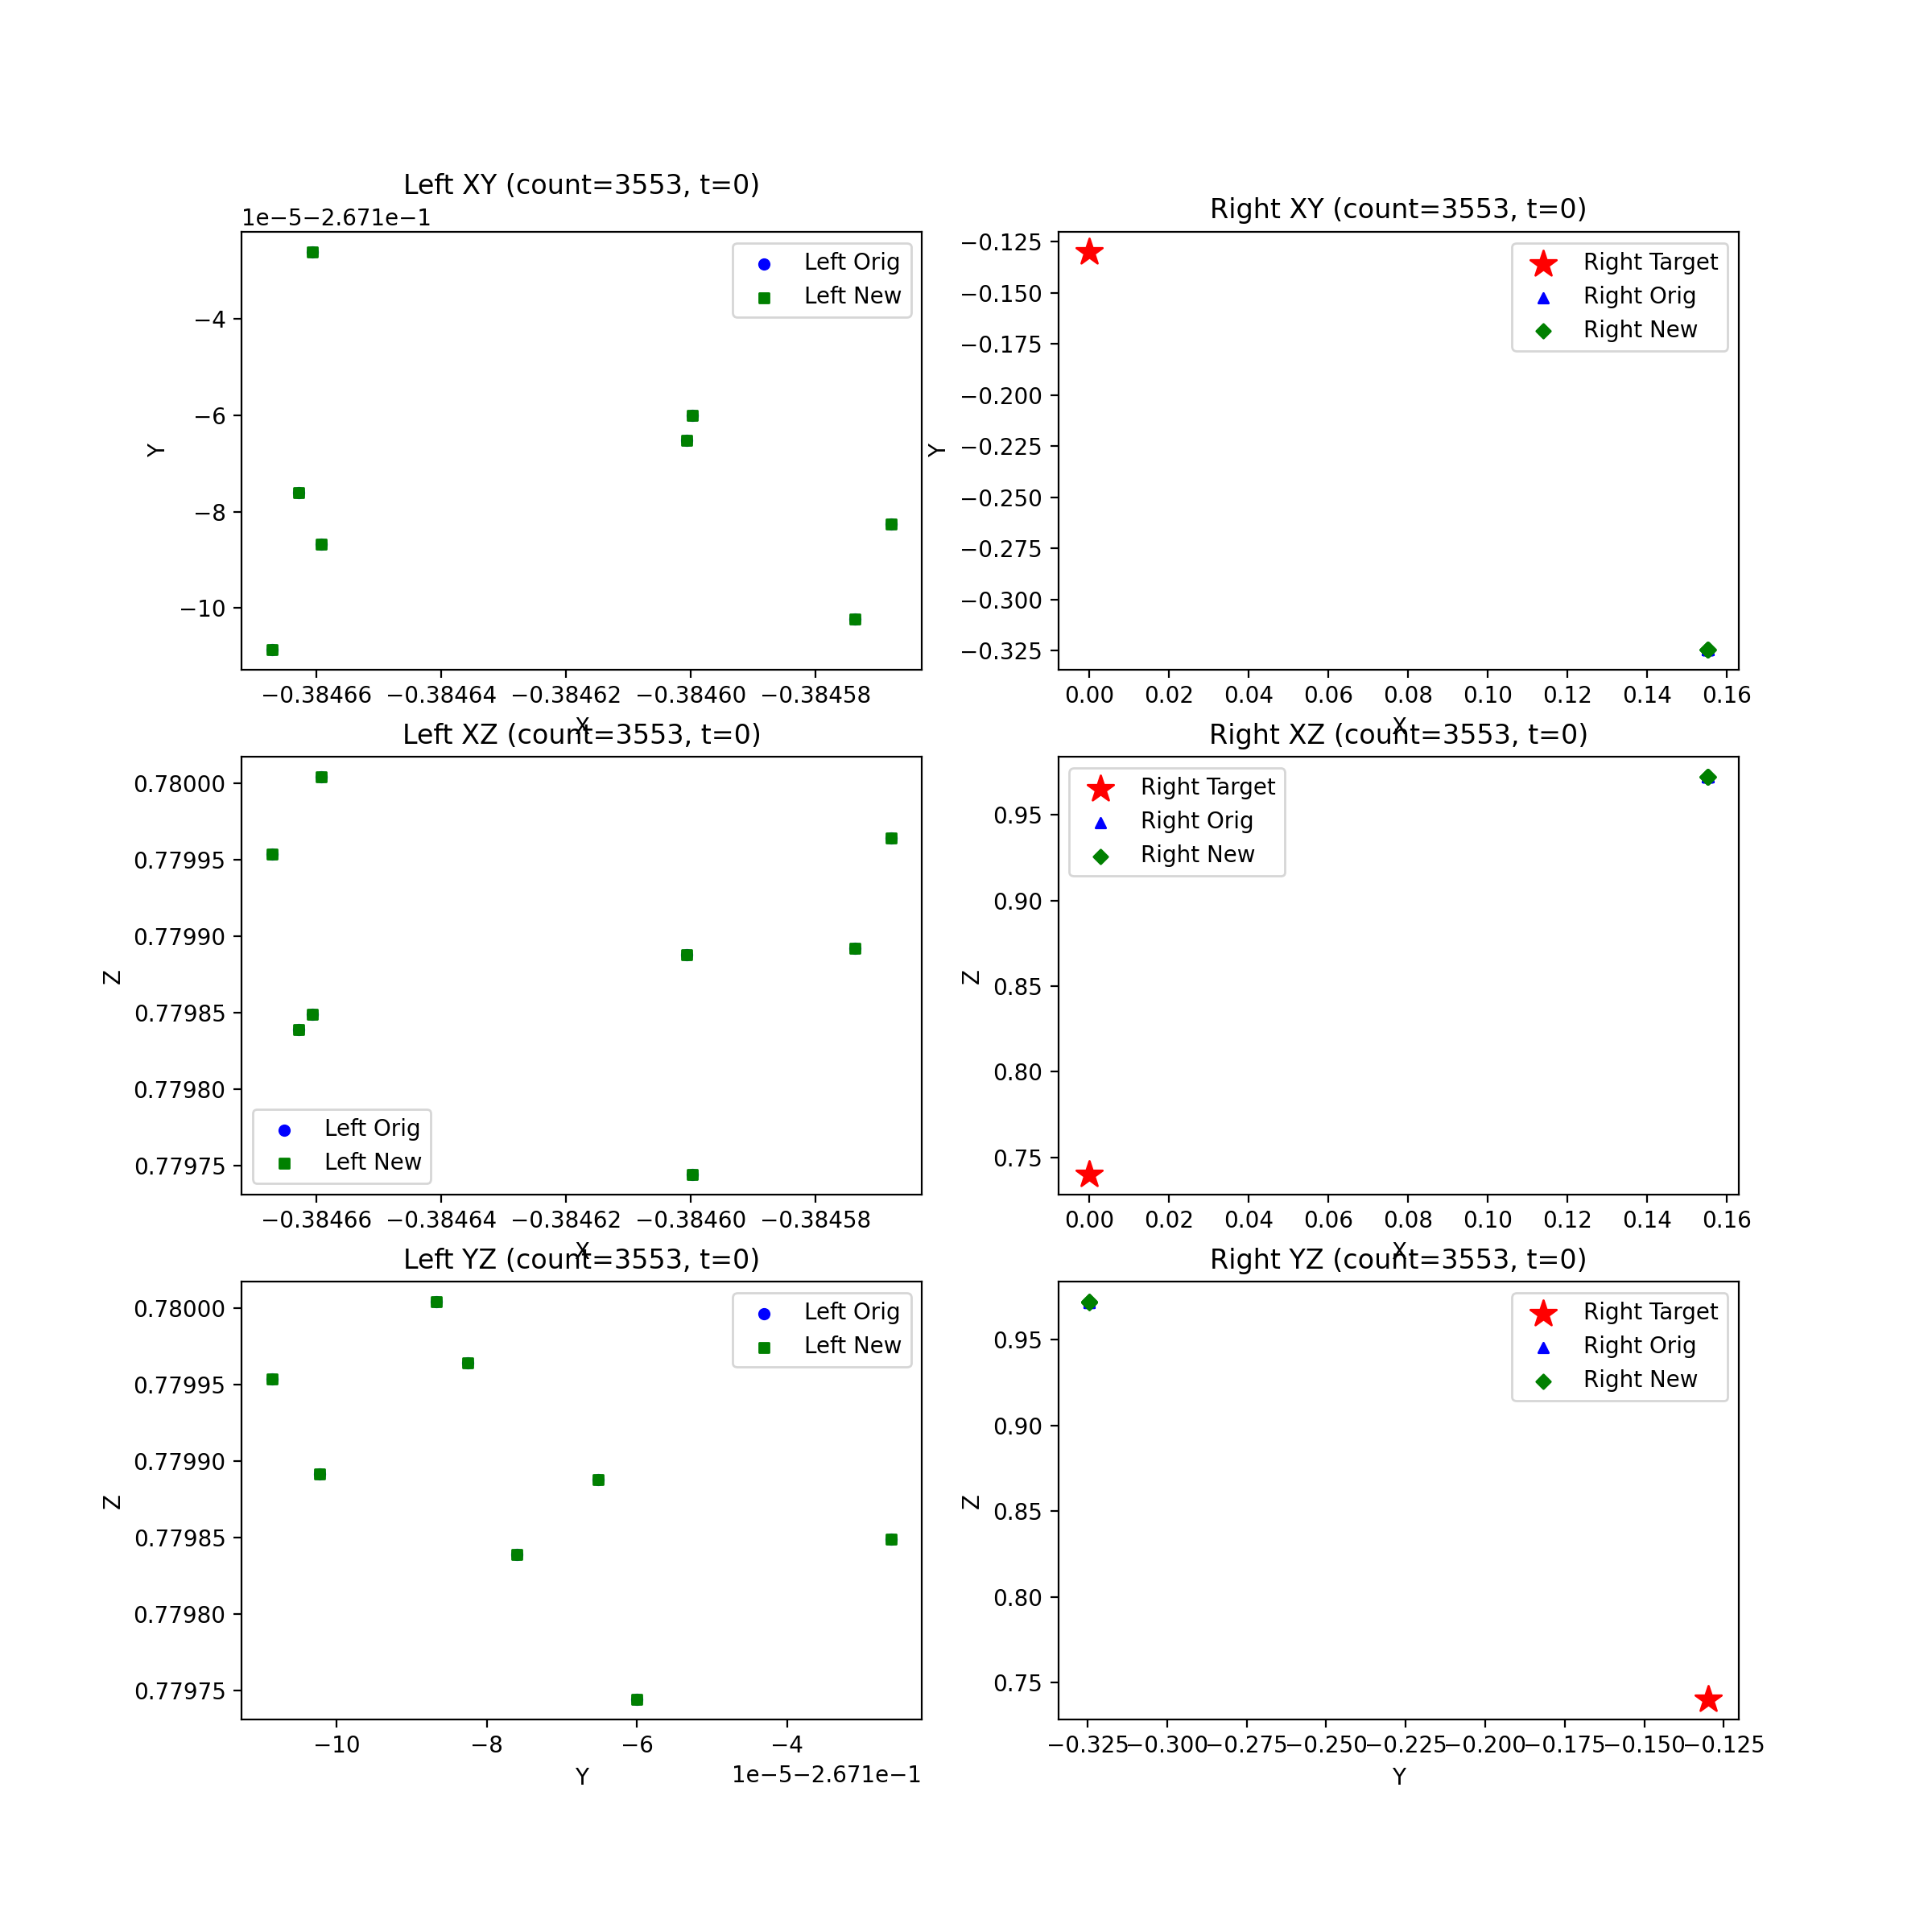 Left XY (count=3553, t=0)
1e−5−2.671e−1
Left Orig
Left New
−4
−6
−8
−10
Y
−0.38466 −0.38464 −0.38462 −0.38460 −0.38458
X
Right XY (count=3553, t=0)
Right Target
Right Orig
Right New
−0.125
−0.150
−0.175
−0.200
−0.225
−0.250
−0.275
−0.300
−0.325
Y
0.00 0.02 0.04 0.06 0.08 0.10 0.12 0.14 0.16
X
Left XZ (count=3553, t=0)
0.78000
0.77995
0.77990
0.77985
0.77980
0.77975
Z
Left Orig
Left New
−0.38466 −0.38464 −0.38462 −0.38460 −0.38458
X
Right XZ (count=3553, t=0)
Right Target
Right Orig
Right New
0.95
0.90
0.85
0.80
0.75
Z
0.00 0.02 0.04 0.06 0.08 0.10 0.12 0.14 0.16
X
Left YZ (count=3553, t=0)
Left Orig
Left New
0.78000
0.77995
0.77990
0.77985
0.77980
0.77975
Z
−10 −8 −6 −4
Y
1e−5−2.671e−1
Right YZ (count=3553, t=0)
Right Target
Right Orig
Right New
0.95
0.90
0.85
0.80
0.75
Z
−0.325 −0.300 −0.275 −0.250 −0.225 −0.200 −0.175 −0.150 −0.125
Y